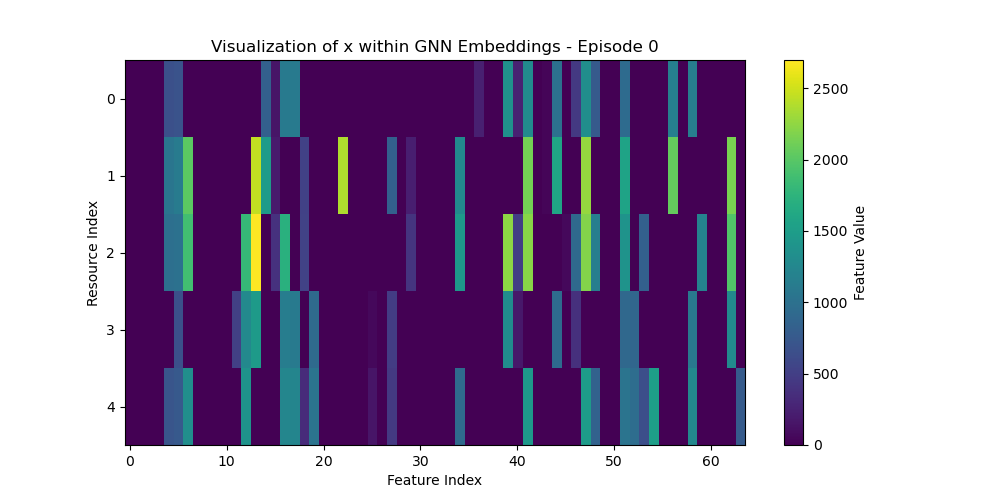 Visualization of x within GNN Embeddings - Episode 0
Resource Index
0
1
2
3
4
0 10 20 30 40 50 60
Feature Index
2500
2000
1500
1000
500
0
Feature Value